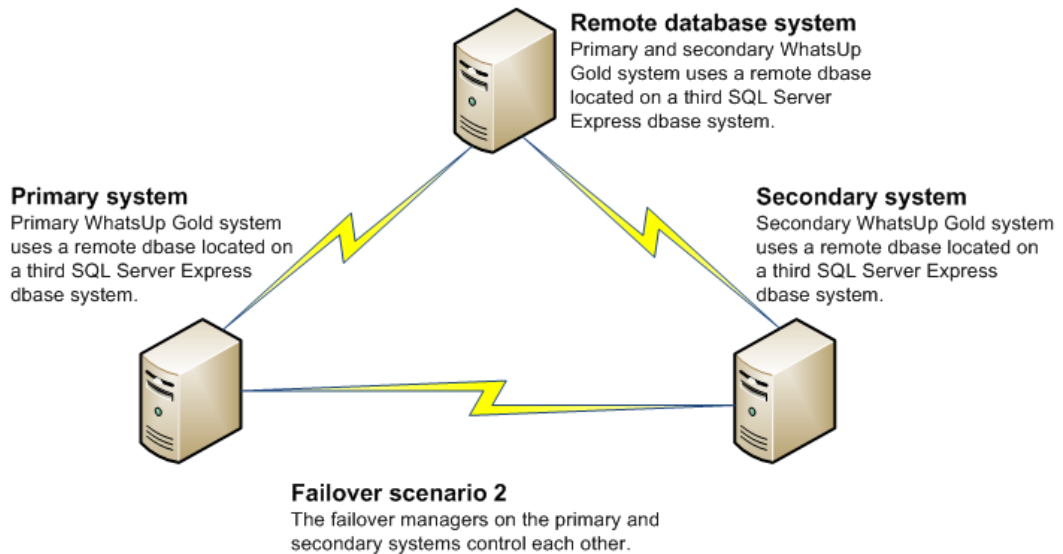 Remote database system
Primary and secondary WhatsUp
Gold system uses a remote dbase
located on a third SQL Server
Express dbase system.
Primary system
Primary WhatsUp Gold system
uses a remote dbase located on
a third SQL Server Express
dbase system.
Secondary system
Secondary WhatsUp Gold system
uses a remote dbase located on
a third SQL Server Express
dbase system.
Failover scenario 2
The failover managers on the primary and
secondary systems control each other.